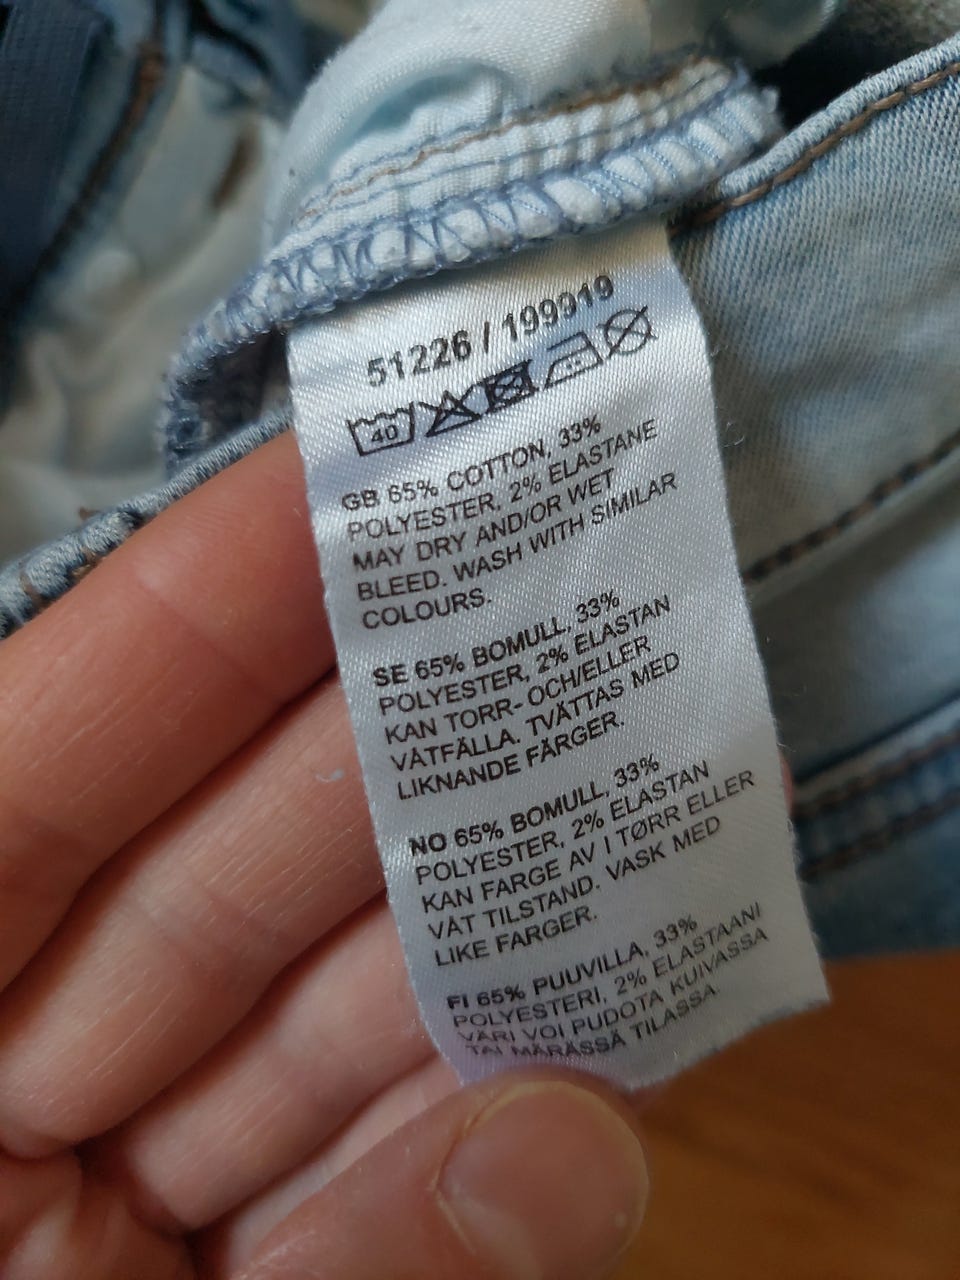 51226 / 199919
40
GB 65% COTTON, 33%
POLYESTER, 2% ELASTANE
MAY DRY AND/OR WET
BLEED. WASH WITH SIMILAR
COLOURS.
SE 65% BOMULL, 33%
POLYESTER, 2% ELASTAN
KAN TORR- OCH/ELLER
VÅTFÄLLA. TVÄTTAS MED
LIKNANDE FÄRGER.
NO 65% BOMULL, 33%
POLYESTER, 2% ELASTAN
KAN FARGE AV I TØRR ELLER
VÅT TILSTAND. VASK MED
LIKE FARGER.
FI 65% PUUVILLA, 33%
POLYESTERI, 2% ELASTAANI
VÄRI VOI PUDOTA KUIVASSA
TAI MÄRÄSSÄ TILASSA.